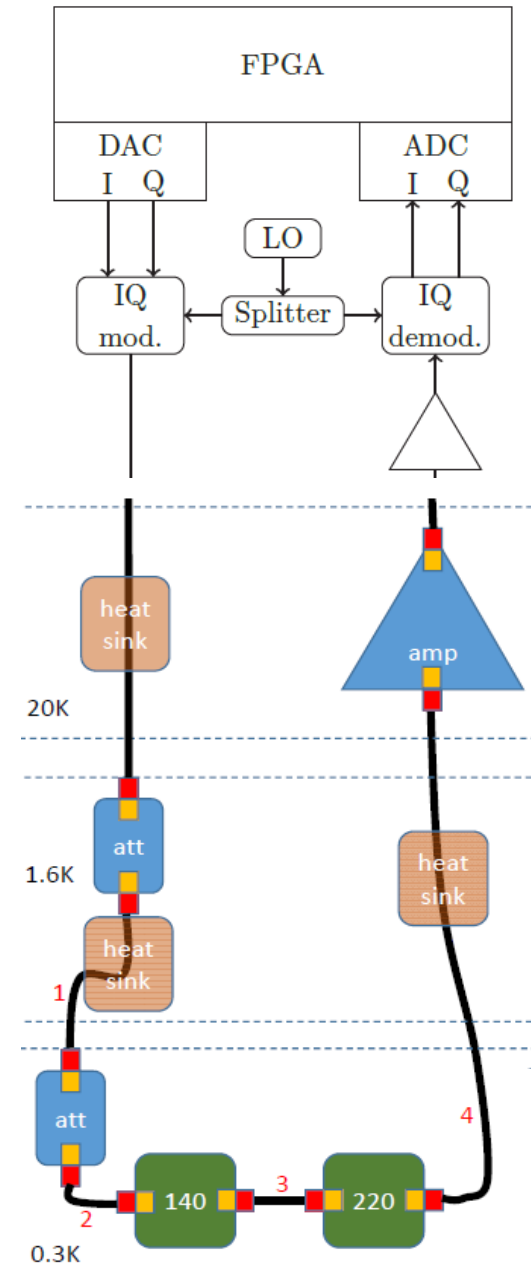 FPGA
DAC
ADC
I Q
I Q
LO
IQ
mod.
Splitter
IQ
demod.
heat
sink
amp
20K
att
1.6K
heat
sink
heat
sink
1
att
4
140
3
220
2
0.3K